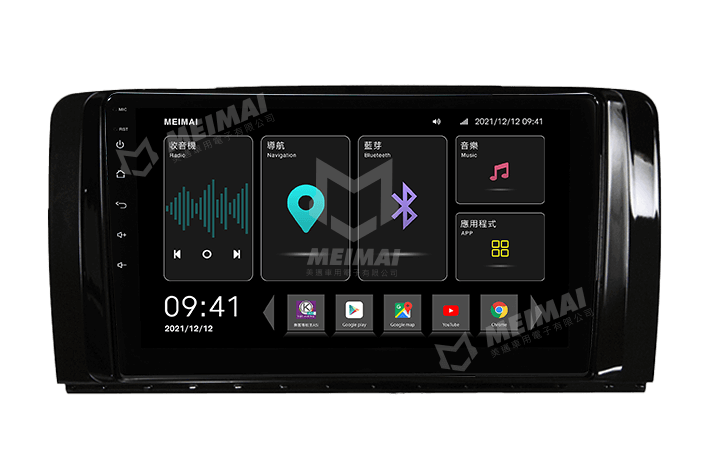 MIC
RST
MEIMAI
2021/12/12 09:41
收音機
Radio
導航
Navigation
藍芽
Bluetooth
音樂
Music
應用程式
APP
09:41
2021/12/12
Google play
Google map
YouTube
Chrome
MEIMAI
美邁車用電子有限公司
MEIMAI
美邁車用電子有限公司
MEIMAI
美邁車用電子有限公司